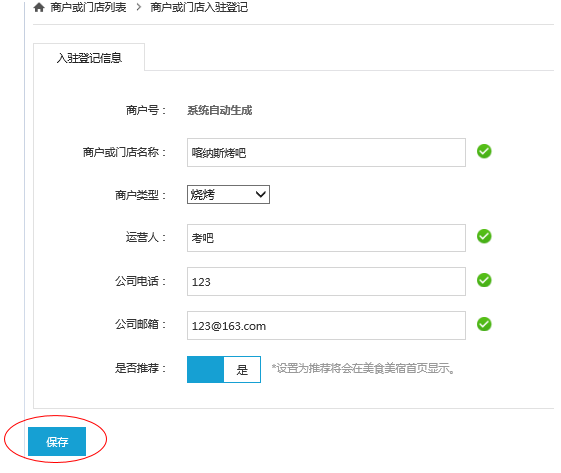 商户或门店列表 > 商户或门店入驻登记
入驻登记信息
商户号： 系统自动生成
商户或门店名称： 喀纳斯烤吧
商户类型： 烧烤
运营人： 考吧
公司电话： 123
公司邮箱： 123@163.com
是否推荐： 是 *设置为推荐将会在美食美宿首页显示。
保存